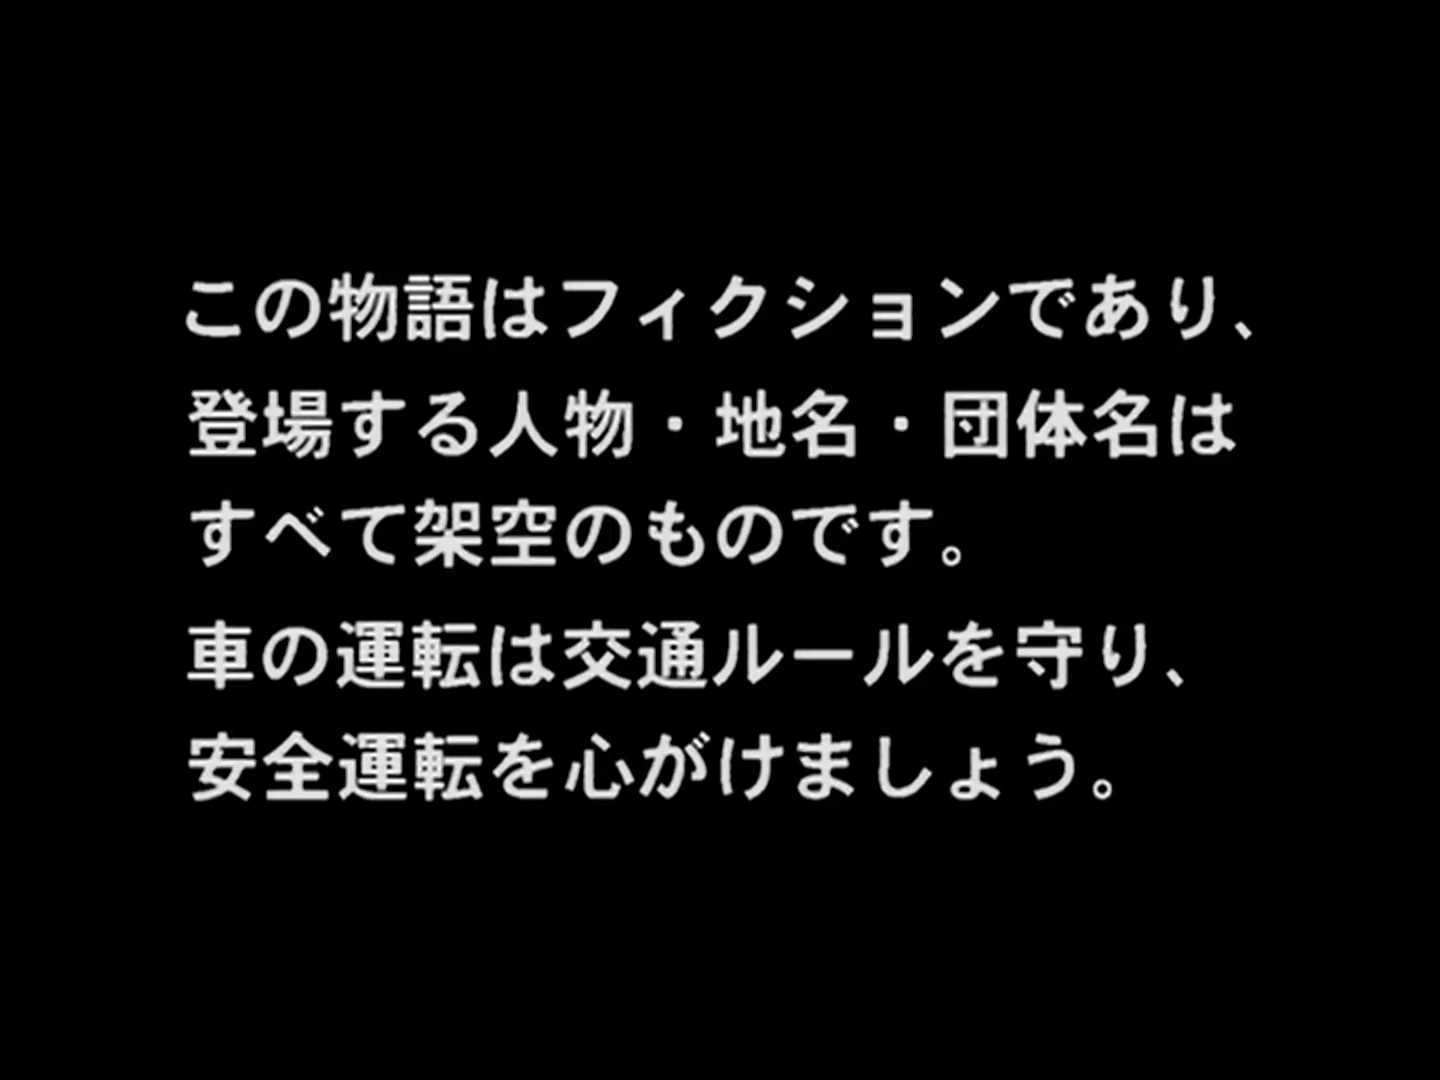 この物語はフィクションであり、
登場する人物・地名・団体名は
すべて架空のものです。
車の運転は交通ルールを守り、
安全運転を心がけましょう。